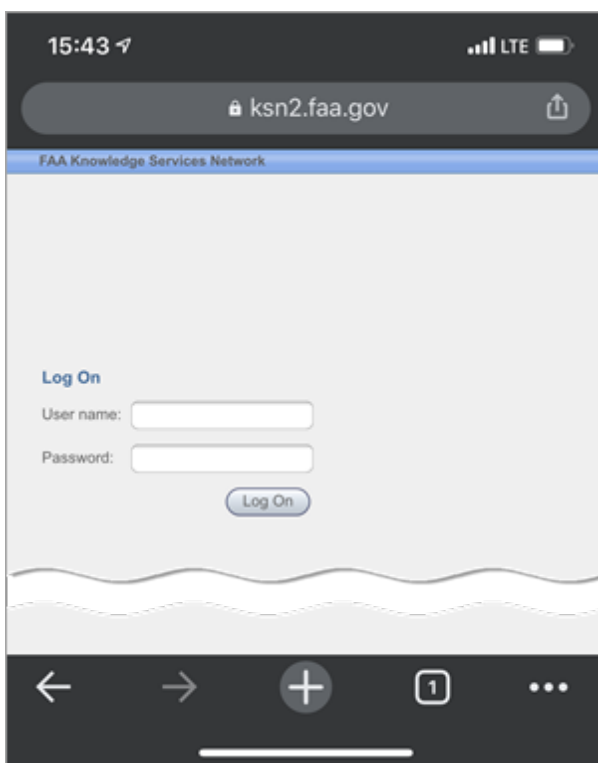 15:43 LTE
ksn2.faa.gov
FAA Knowledge Services Network
Log On
User name:
Password:
Log On
1